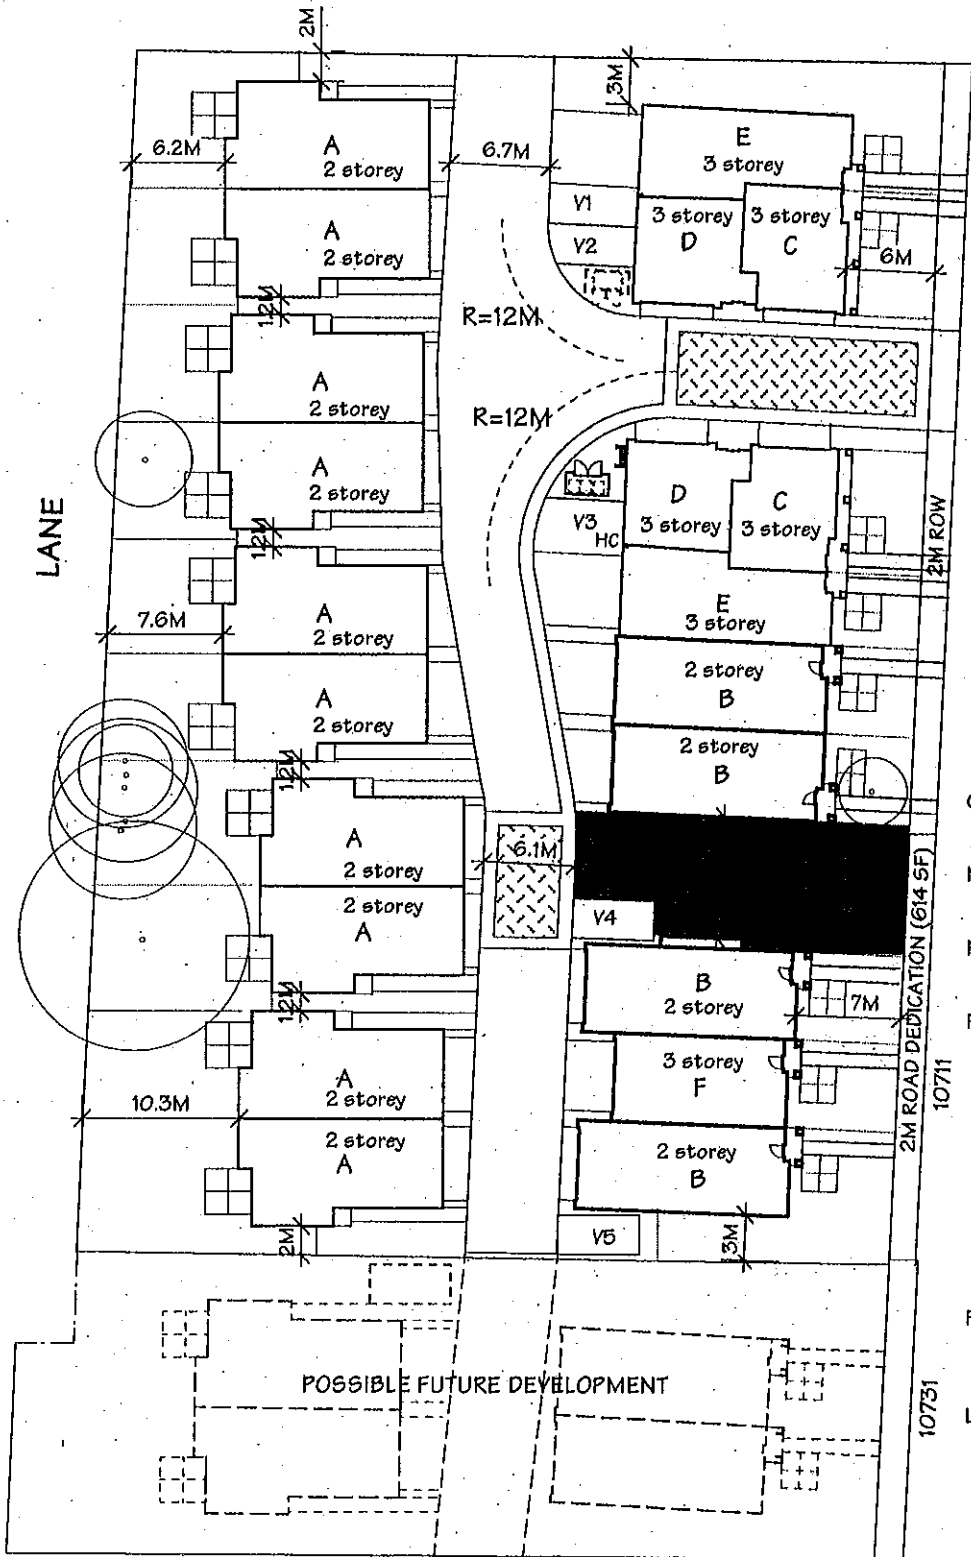 2M
3M
6.2M
A
2 storey
6.7M
E
3 storey
V1
3 storey
D
3 storey
C
A
2 storey
V2
6M
1.2M
R=12M
A
2 storey
R=12M
A
2 storey
D
3 storey
C
3 storey
V3
HC
LANE
2M ROW
1.2M
A
2 storey
7.6M
E
3 storey
A
2 storey
2 storey
B
2 storey
B
1.2M
A
2 storey
6.1M
2 storey
A
V4
2M ROAD DEDICATION (614 SF)
B
2 storey
7M
1.2M
3 storey
F
A
2 storey
10.3M
10711
2 storey
A
2 storey
B
2M
V5
3M
POSSIBLE FUTURE DEVELOPMENT
10731